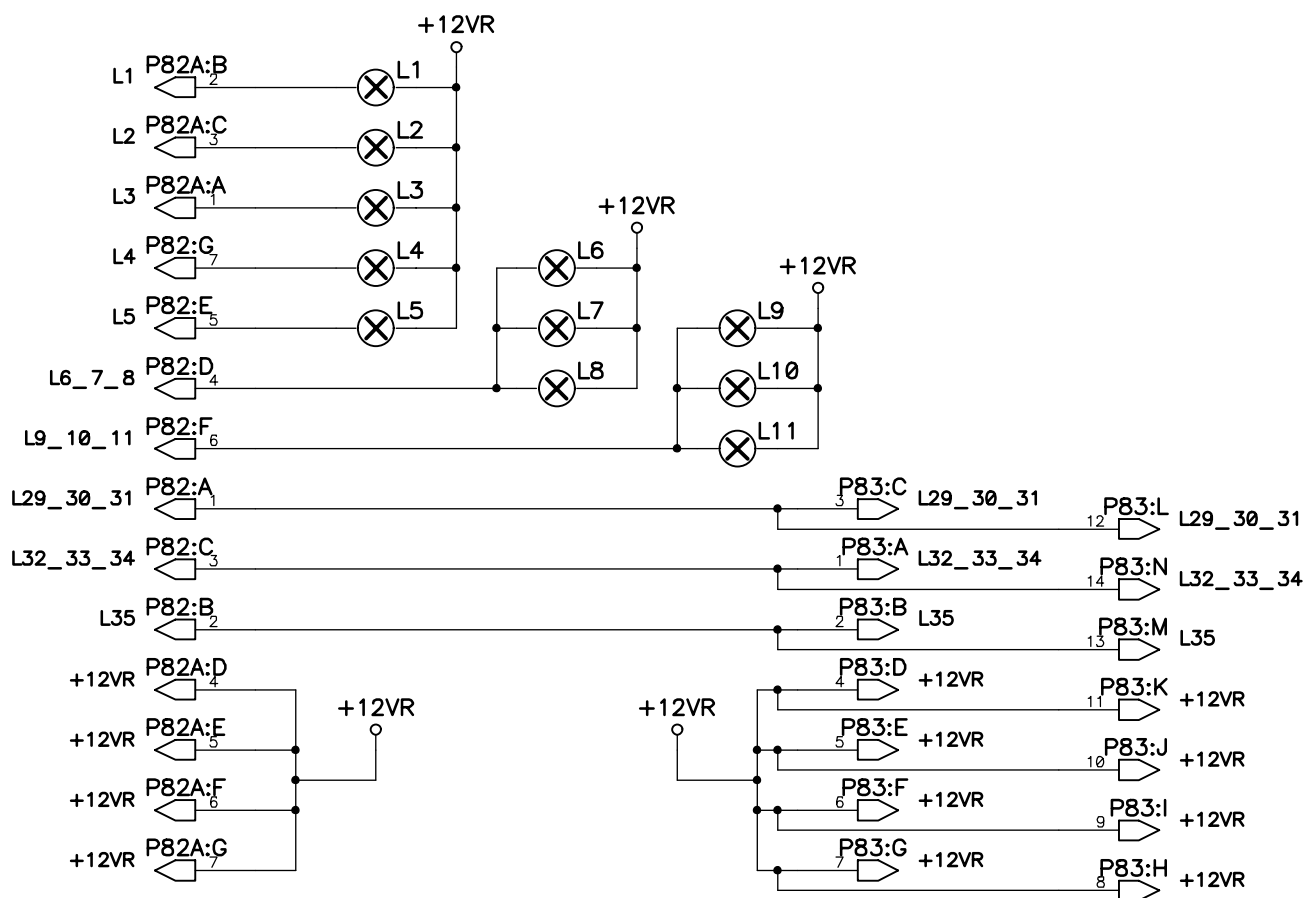 +12VR
L1 P82A:B 2 L1
L2 P82A:C 3 L2
L3 P82A:A 1 L3
+12VR
L4 P82:G 7 L4 L6
+12VR
L5 P82:E 5 L5 L7 L9
L6_7_8 P82:D 4 L8 L10
L9_10_11 P82:F 6 L11
L29_30_31 P82:A 1 P83:C 3 L29_30_31
P83:L 12 L29_30_31
L32_33_34 P82:C 3 P83:A 1 L32_33_34
P83:N 14 L32_33_34
L35 P82:B 2 P83:B 2 L35
P83:M 13 L35
+12VR P82A:D 4 P83:D 4 +12VR
+12VR +12VR P83:K 11 +12VR
+12VR P82A:E 5 P83:E 5 +12VR
P83:J 10 +12VR
+12VR P82A:F 6 P83:F 6 +12VR
P83:I 9 +12VR
+12VR P82A:G 7 P83:G 7 +12VR
P83:H 8 +12VR